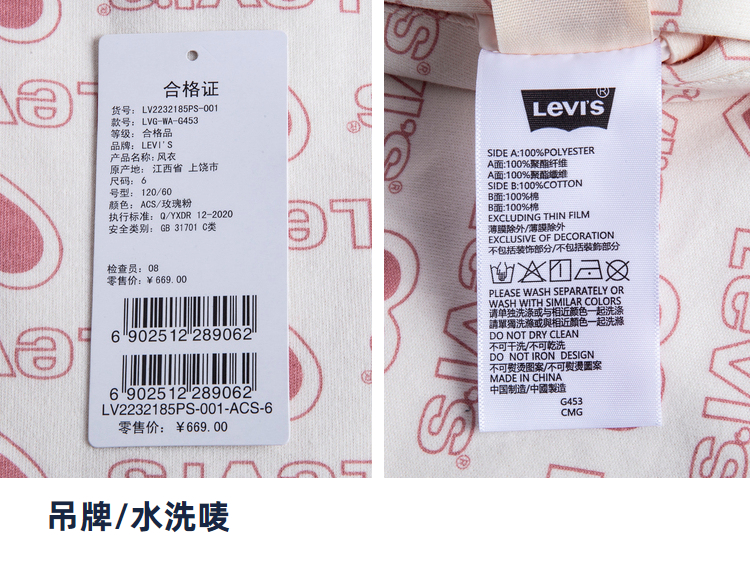 合格证
货号: LV2232185PS-001
款号: LVG-WA-G453
等级: 合格品
品牌: LEVI'S
产品名称:风衣
原产地: 江西省 上饶市
尺码: 6
号型: 120/60
颜色: ACS/玫瑰粉
执行标准: Q/YXDR 12-2020
安全类别: GB 31701 C类
检查员: 08
零售价:¥669.00
6 902512 289062
6 902512 289062
LV2232185PS-001-ACS-6
零售价: ¥669.00
LEVI'S®
SIDE A:100%POLYESTER
A面:100%聚酯纤维
A面:100%聚酯纖維
SIDE B:100%COTTON
B面:100%棉
B面:100%棉
EXCLUDING THIN FILM
薄膜除外/薄膜除外
EXCLUSIVE OF DECORATION
不包括装饰部分/不包括裝飾部分
PLEASE WASH SEPARATELY OR
WASH WITH SIMILAR COLORS
请单独洗涤或与相近颜色一起洗涤
請單獨洗滌或與相近顏色一起洗滌
DO NOT DRY CLEAN
不可干洗/不可乾洗
DO NOT IRON DESIGN
不可熨烫图案/不可熨燙圖案
MADE IN CHINA
中国制造/中國製造
G453
CMG
吊牌/水洗唛